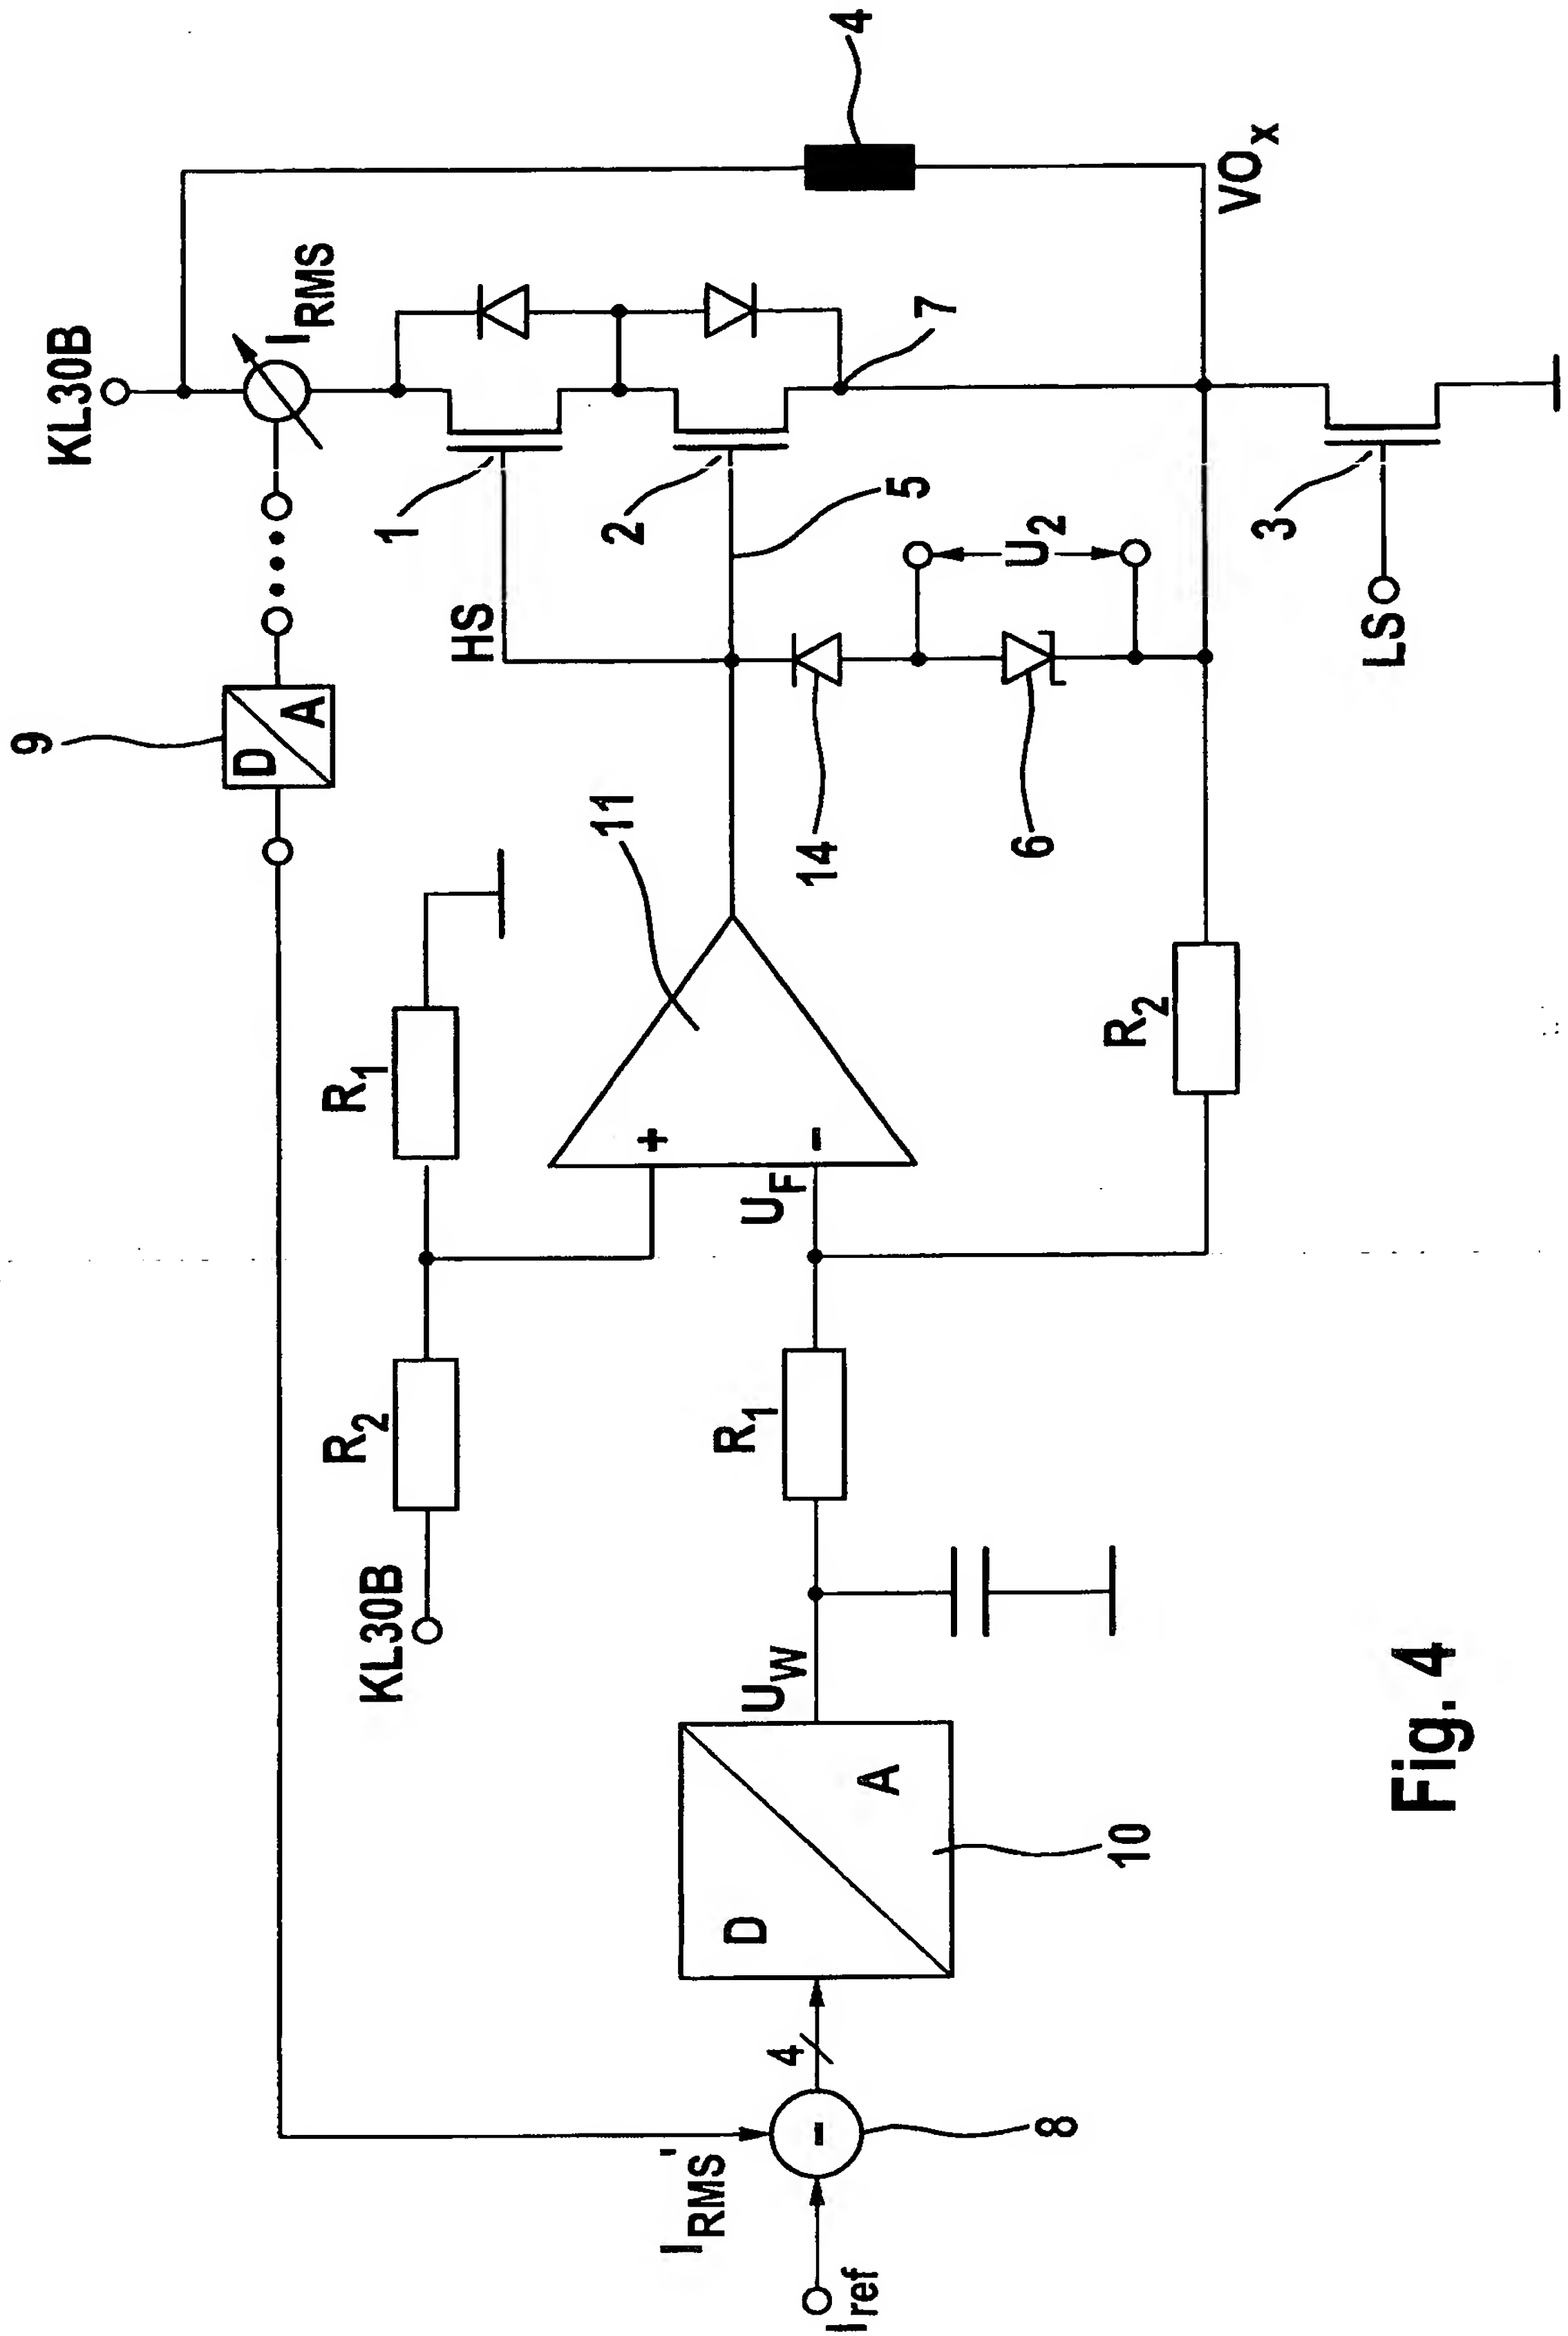 KL30B
I_RMS
4
9
D
A
HS
1
2
7
5
U_2
VO_x
3
LS
14
6
11
R_1
R_2
KL30B
+
-
U_F
R_1
R_2
U_W
D
A
10
4
-
8
I_RMS'
I_ref
Fig. 4